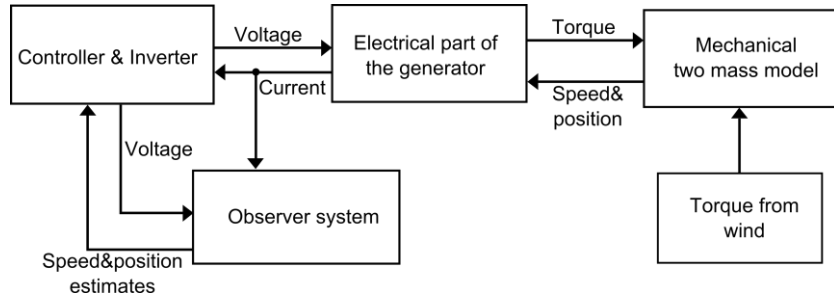 Controller & Inverter
Voltage
Current
Electrical part of
the generator
Torque
Speed&
position
Mechanical
two mass model
Voltage
Observer system
Speed&position
estimates
Torque from
wind